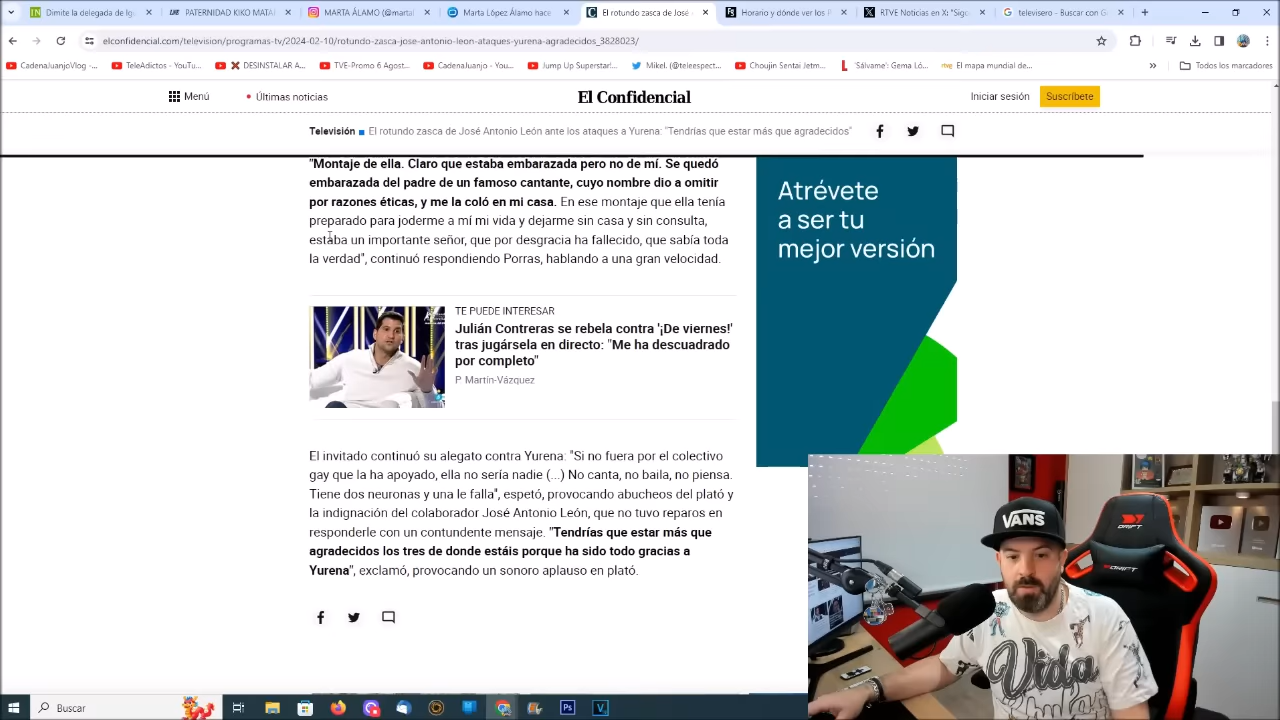 Dimite la delegada
PATERNIDAD KIKO MATAI
MARTA ÁLAMO (@martai
Marta López Álamo hace
El rotundo zasca de José
Horario y dónde ver los P
RTVE Noticias en X: "Sigu
televisero - Buscar con G
elconfidencial.com/television/programas-tv/2024-02-10/rotundo-zasca-jose-antonio-leon-ataques-yurena-agradecidos_3828023/
CadenaJuanjoVlog -...
TeleAdictos - YouTu...
DESINSTALAR A...
TVE-Promo 6 Agost...
CadenaJuanjo - You...
Jump Up Superstar!...
Mikel. (@teleespect...
Choujin Sentai Jetm...
'Sálvame': Gema Ló...
El mapa mundial de...
»
Todos los marcadores
Menú
Últimas noticias
El Confidencial
Iniciar sesión
Suscríbete
Televisión El rotundo zasca de José Antonio León ante los ataques a Yurena: "Tendrías que estar más que agradecidos"
"Montaje de ella. Claro que estaba embarazada pero no de mí. Se quedó
embarazada del padre de un famoso cantante, cuyo nombre dio a omitir
por razones éticas, y me la coló en mi casa. En ese montaje que ella tenía
preparado para joderme a mí mi vida y dejarme sin casa y sin consulta,
estaba un importante señor, que por desgracia ha fallecido, que sabía toda
la verdad", continuó respondiendo Porras, hablando a una gran velocidad.
Atrévete
a ser tu
mejor versión
TE PUEDE INTERESAR
Julián Contreras se rebela contra '¡De viernes!'
tras jugársela en directo: "Me ha descuadrado
por completo"
P. Martín-Vázquez
El invitado continuó su alegato contra Yurena: "Si no fuera por el colectivo
gay que la ha apoyado, ella no sería nadie (...) No canta, no baila, no piensa.
Tiene dos neuronas y una le falla", espetó, provocando abucheos del plató y
la indignación del colaborador José Antonio León, que no tuvo reparos en
responderle con un contundente mensaje. "Tendrías que estar más que
agradecidos los tres de donde estáis porque ha sido todo gracias a
Yurena", exclamó, provocando un sonoro aplauso en plató.
VANS
DRIFT
DRIFT
Vida
Buscar